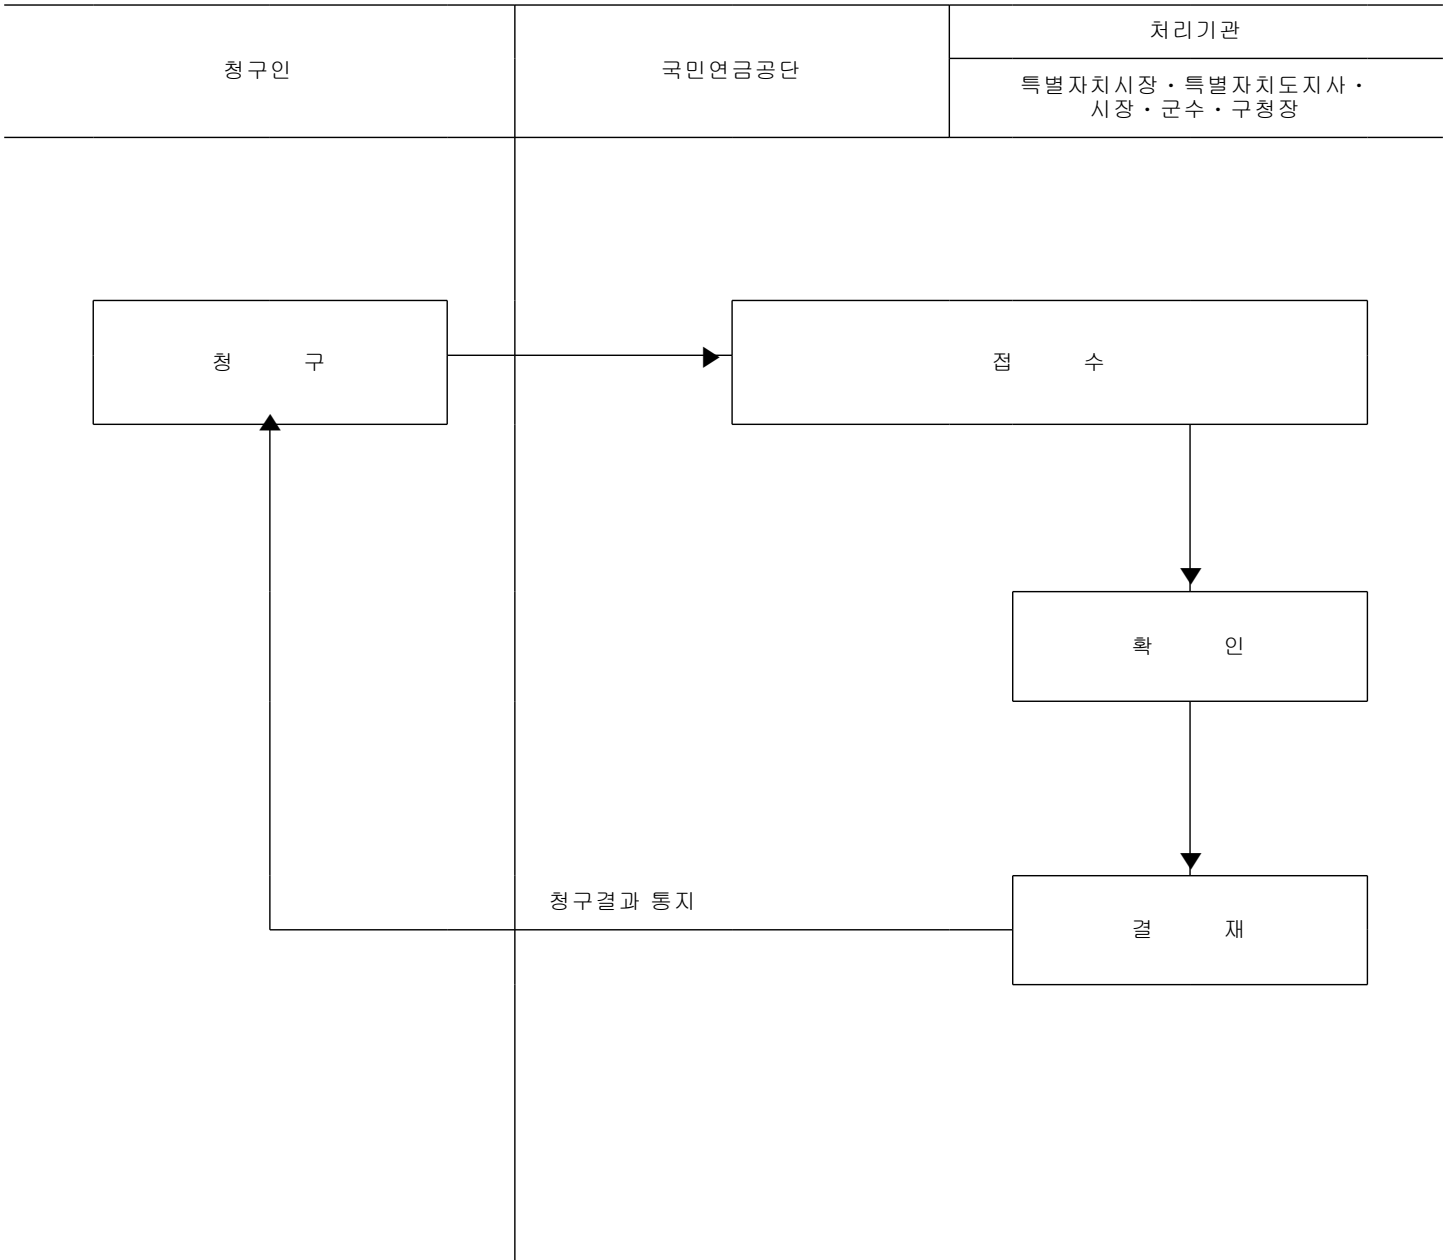 청구인
국민연금공단
처리기관
특별자치시장・특별자치도지사・
시장・군수・구청장
청 구
접 수
확 인
청구결과 통지
결 재